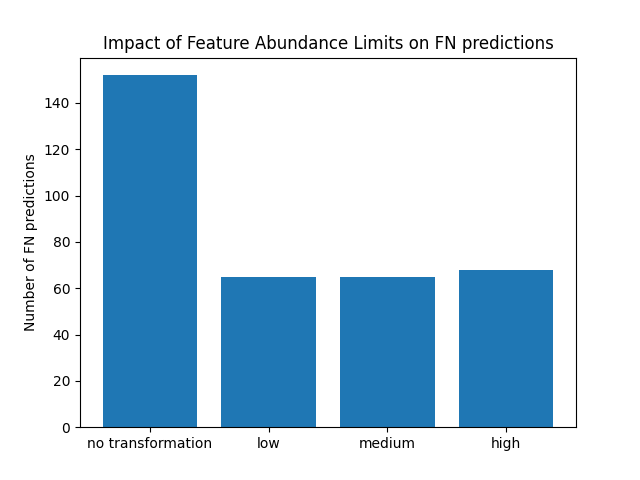 Impact of Feature Abundance Limits on FN predictions
Number of FN predictions
140
120
100
80
60
40
20
0
no transformation
low
medium
high